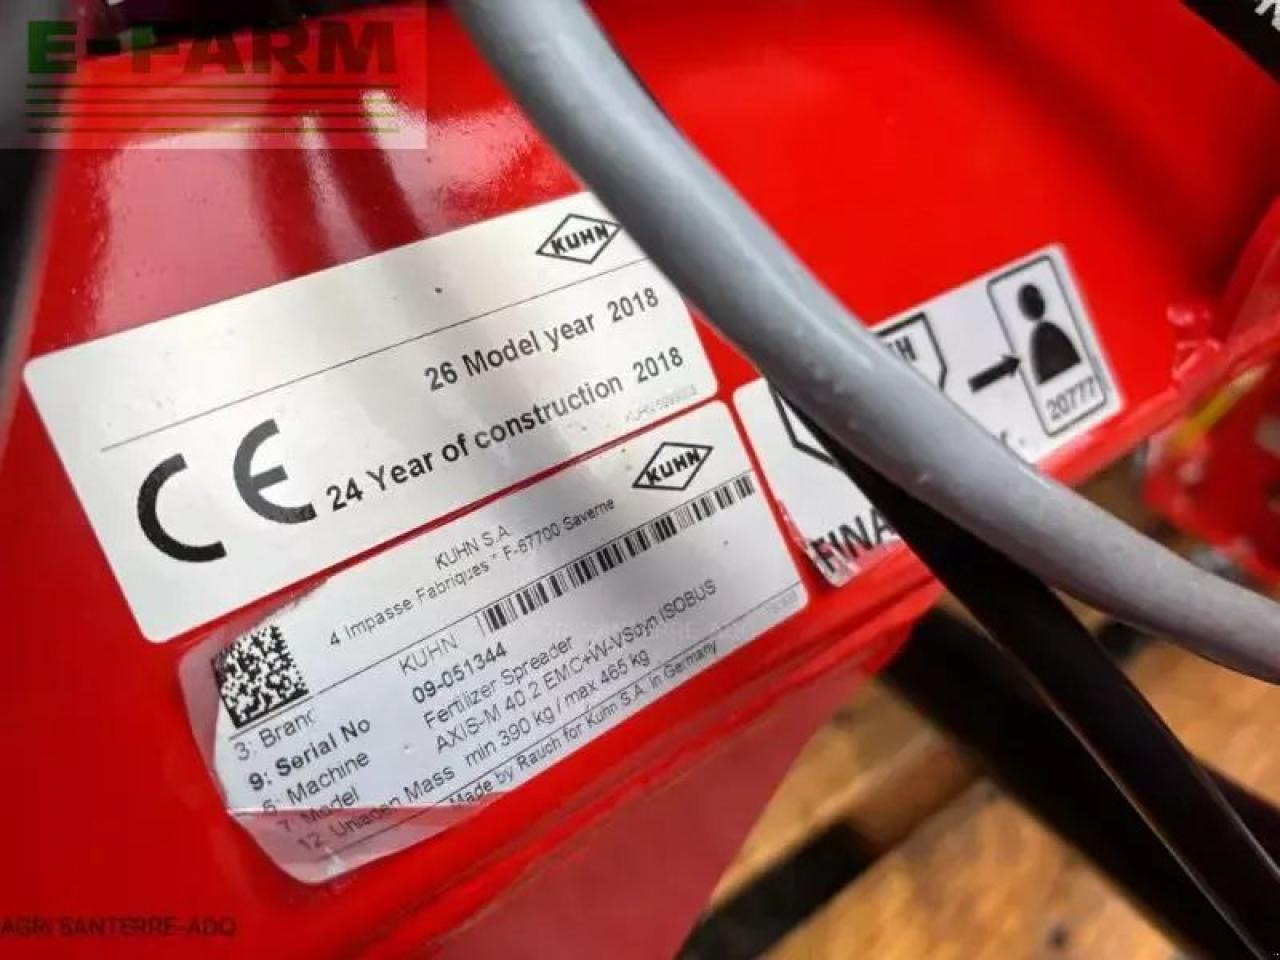 E-FARM
KUHN
26 Model year 2018
24 Year of construction 2018
CE
KUHN
KUHN S.A.
4 Impasse Fabriques * F-67700 Saverne
3: Brand KUHN
9: Serial No 09-051344
6: Machine Fertilizer Spreader
7: Model AXIS-M 40.2 EMC+W-VSdyn ISOBUS
12: Unladen Mass min 390 kg / max 465 kg
Made by Rauch for Kuhn S.A. in Germany
20777
FINA
AGRI SANTERRE-ADQ